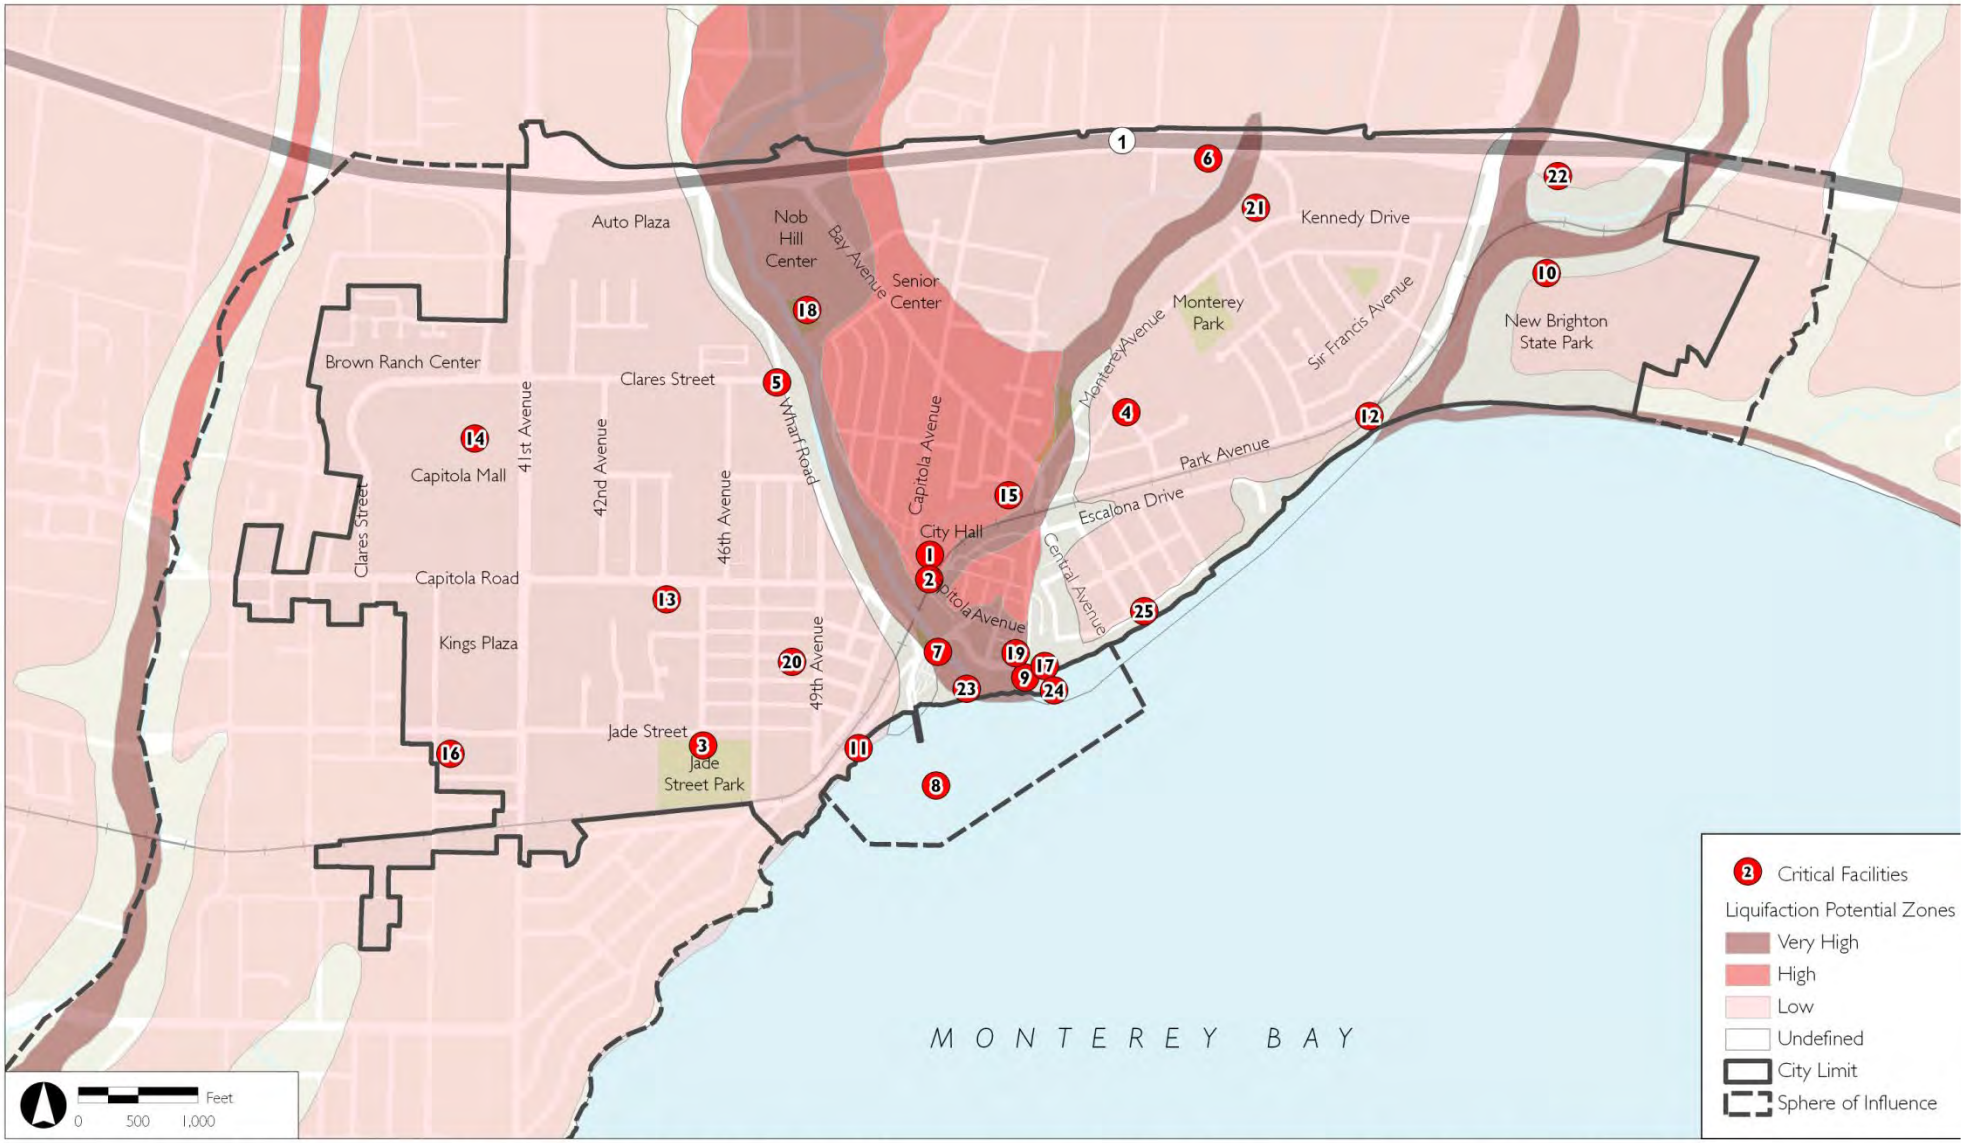 1
6
22
21
Auto Plaza
Nob
Hill
Center
Bay Avenue
Kennedy Drive
Senior
Center
10
18
Monterey
Park
Monterey Avenue
Sir Francis Avenue
New Brighton
State Park
Brown Ranch Center
Clares Street
5
Wharf Road
41st Avenue
42nd Avenue
4
12
14
Capitola Mall
Capitola Avenue
Park Avenue
46th Avenue
15
Escalona Drive
Clares Street
City Hall
1
2
Central Avenue
Capitola Road
pitola Avenue
13
25
Kings Plaza
20
49th Avenue
7
19
17
9
23
24
Jade Street
3
Jade
Street Park
16
11
8
MONTEREY BAY
2 Critical Facilities
Liquifaction Potential Zones
Very High
High
Low
Undefined
City Limit
Sphere of Influence
Feet
0 500 1,000